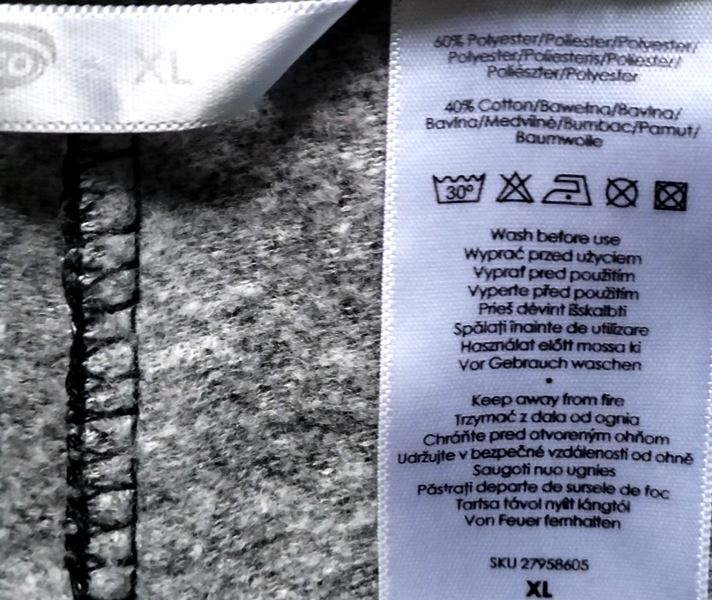 XL
60% Polyester/Poliester/Polyester/
Polyester/Poliesteris/Poliester/
Poliészter/Polyester
40% Cotton/Bawełna/Bavlna/
Bavlna/Medvilnė/Bumbac/Pamut/
Baumwolle
30°
Wash before use
Wyprać przed użyciem
Vyprať pred použitím
Vyperte před použitím
Prieš dėvint išskalbti
Spălați înainte de utilizare
Használat előtt mossa ki
Vor Gebrauch waschen
•
Keep away from fire
Trzymać z dala od ognia
Chráňte pred otvoreným ohňom
Udržujte v bezpečné vzdálenosti od ohně
Saugoti nuo ugnies
Păstrați departe de sursele de foc
Tartsa távol nyílt lángtól
Von Feuer fernhalten
SKU 27958605
XL